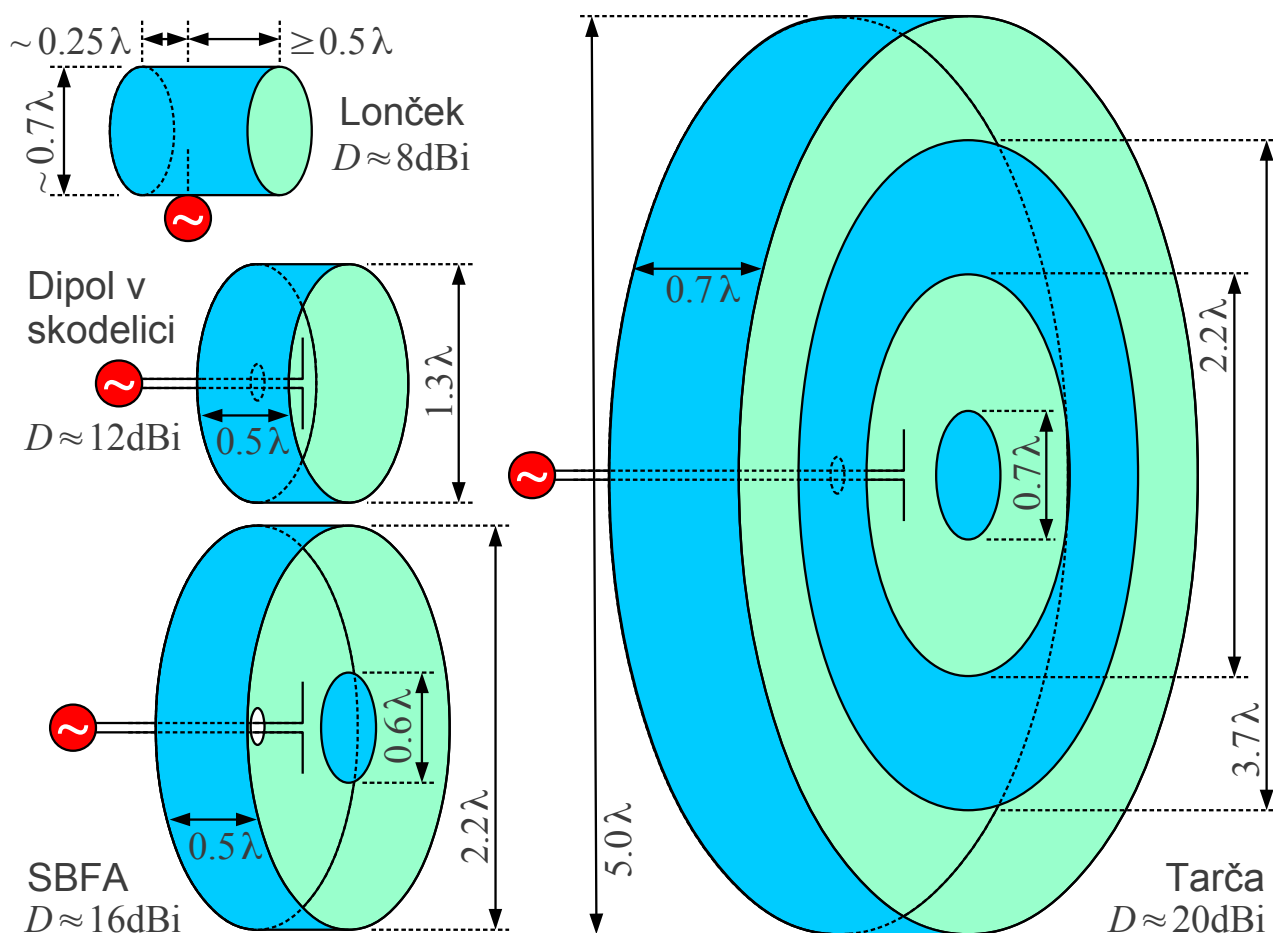 ~0.25λ
≥0.5λ
~0.7λ
Lonček
D≈8dBi
~
Dipol v
skodelici
~
D≈12dBi
0.5λ
1.3λ
~
0.6λ
0.5λ
2.2λ
SBFA
D≈16dBi
0.7λ
~
0.7λ
2.2λ
3.7λ
5.0λ
Tarča
D≈20dBi